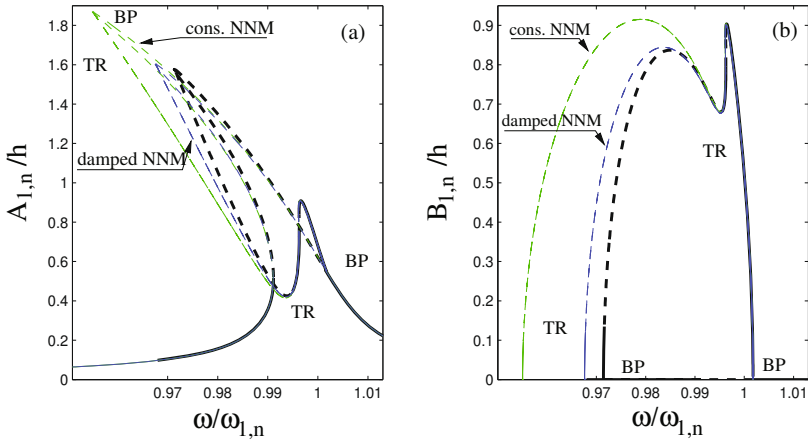 1.8
1.6
1.4
1.2
1
0.8
0.6
0.4
0.2
0
A1,n /h
BP
cons. NNM
(a)
TR
damped NNM
TR
BP
0.97
0.98
0.99
1
1.01
ω/ω1,n
0.9
0.8
0.7
0.6
0.5
0.4
0.3
0.2
0.1
0
B1,n /h
cons. NNM
(b)
damped NNM
TR
TR
BP
BP
0.97
0.98
0.99
1
1.01
ω/ω1,n